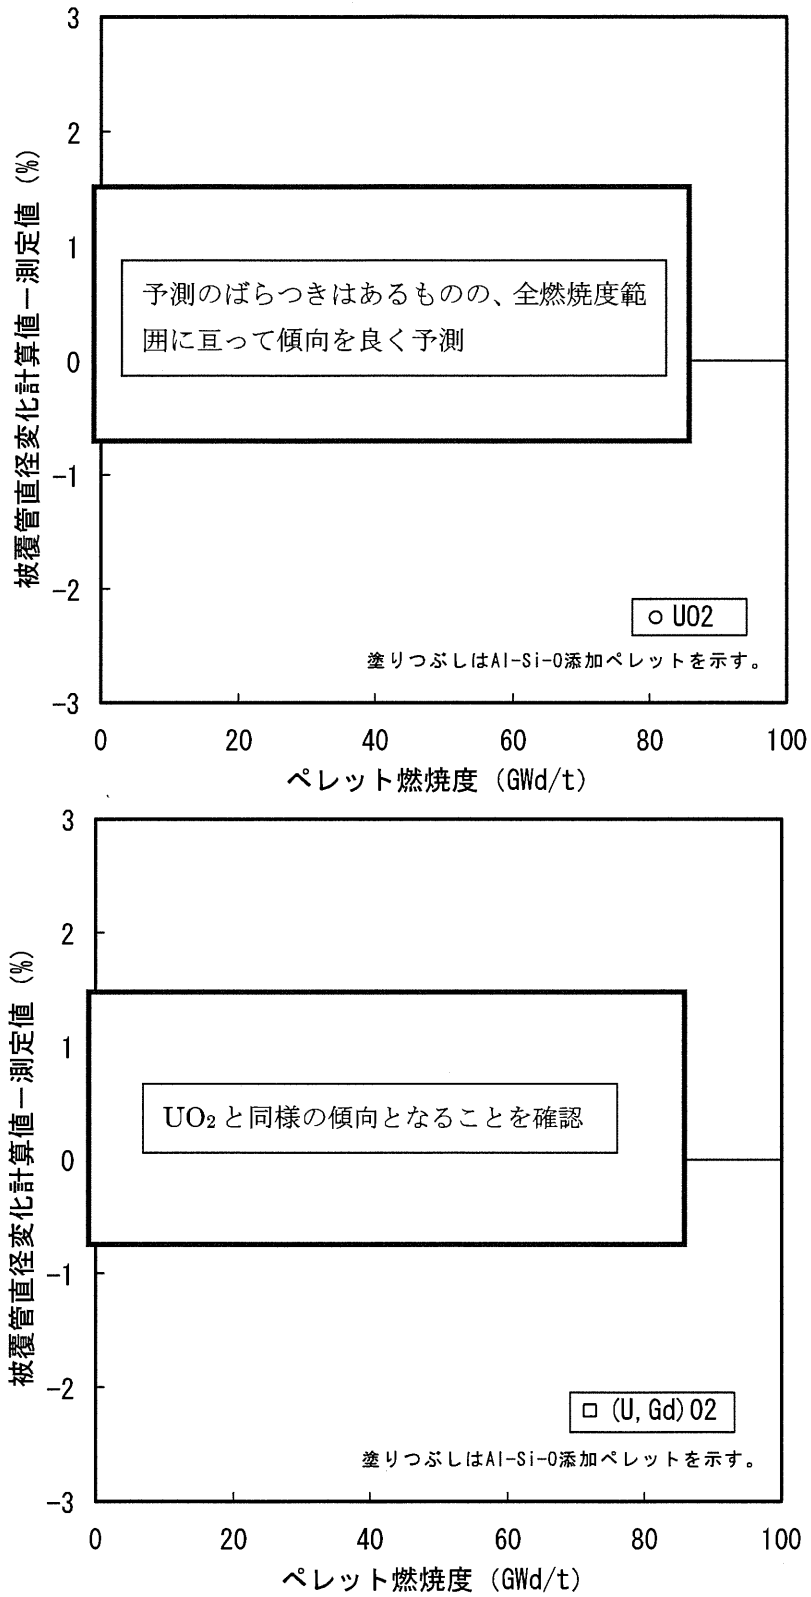 3
2
1
0
−1
−2
−3
被覆管直径変化計算値−測定値 (%)
予測のばらつきはあるものの、全燃焼度範
囲に亘って傾向を良く予測
○ UO2
塗りつぶしはAl-Si-O添加ペレットを示す。
0 20 40 60 80 100
ペレット燃焼度 (GWd/t)
3
2
1
0
−1
−2
−3
被覆管直径変化計算値−測定値 (%)
UO₂と同様の傾向となることを確認
□ (U,Gd)O2
塗りつぶしはAl-Si-O添加ペレットを示す。
0 20 40 60 80 100
ペレット燃焼度 (GWd/t)